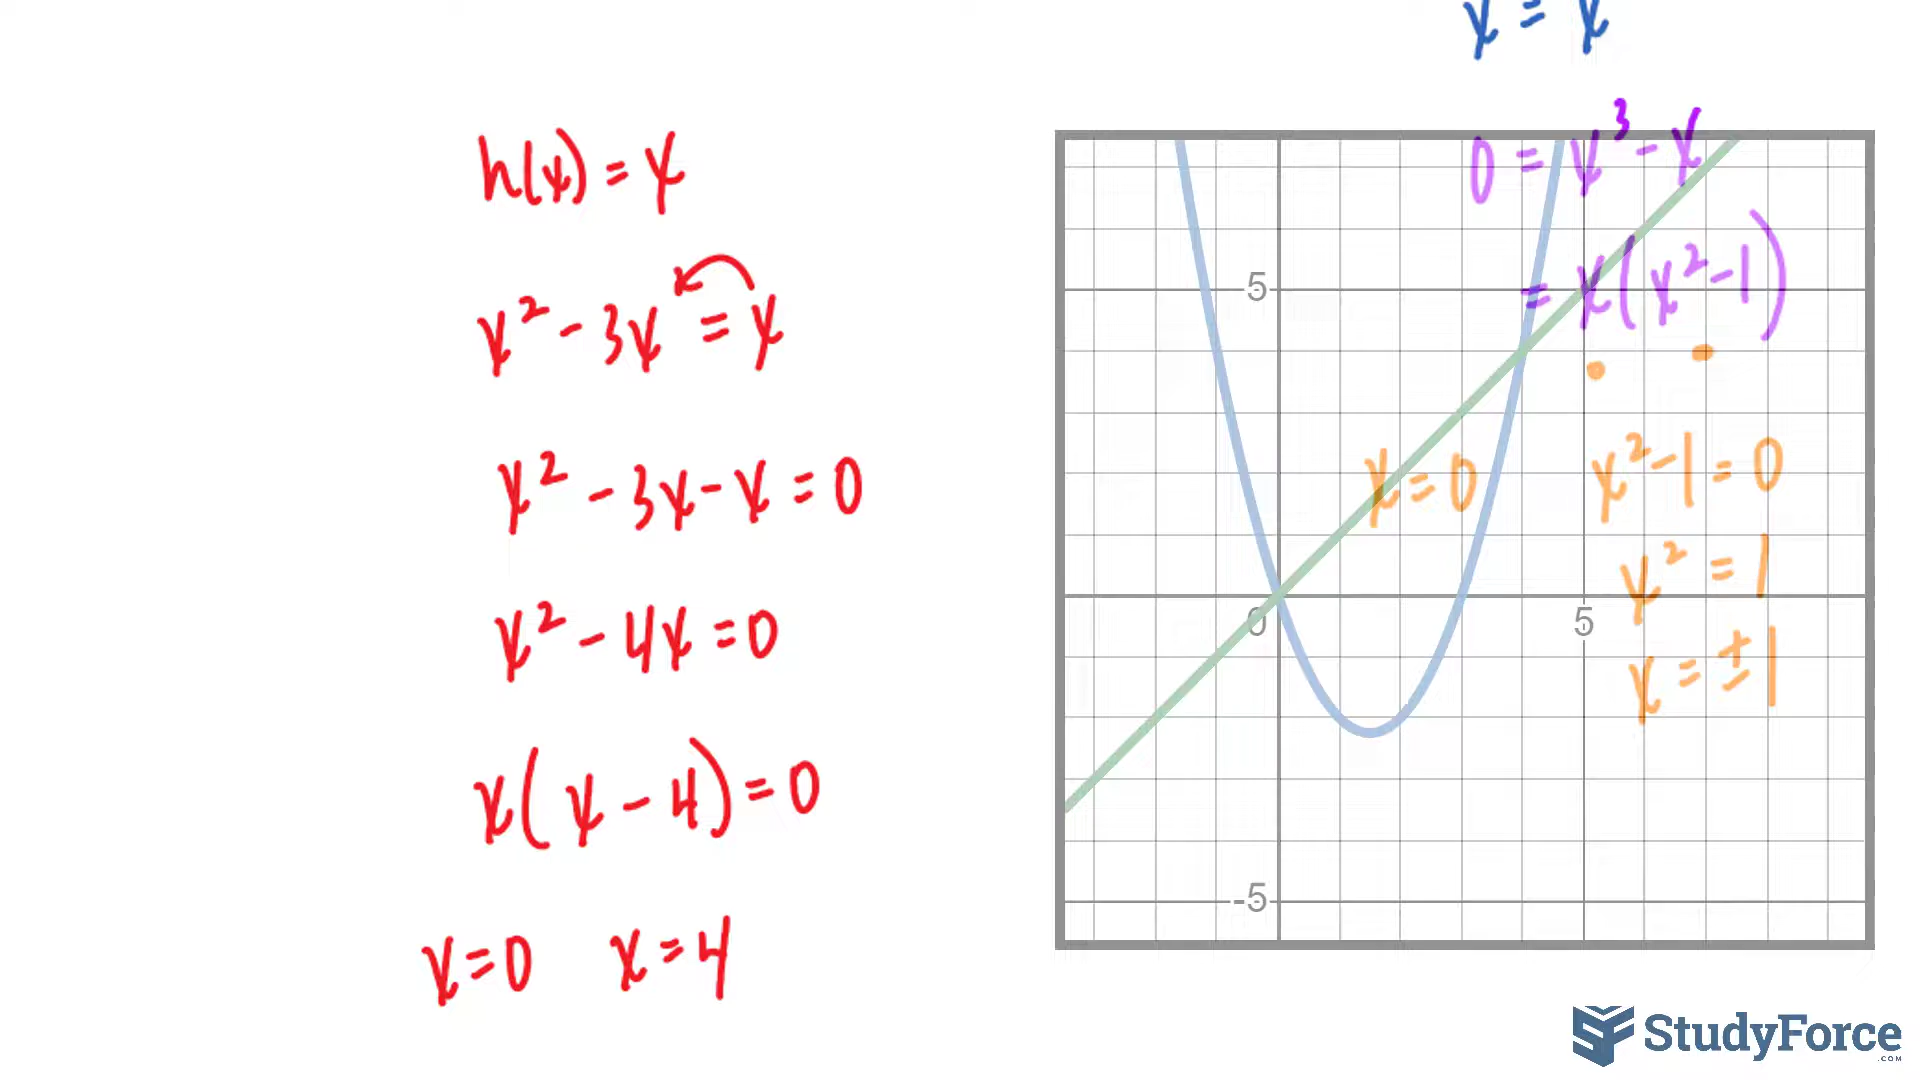 x = x
h(x) = x
x² - 3x = x
x² - 3x - x = 0
x² - 4x = 0
x(x - 4) = 0
x = 0 x = 4
0 = x³ - x
= x(x² - 1)
x = 0
x² - 1 = 0
x² = 1
x = ±1
5
0
5
-5
StudyForce
.COM